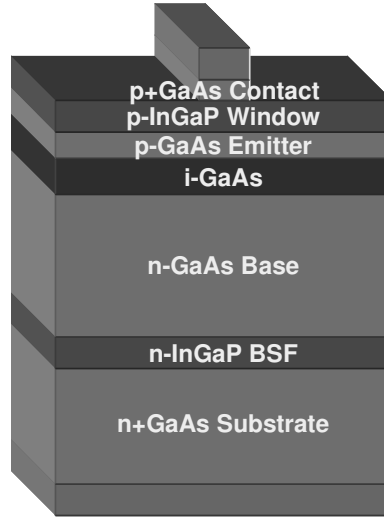 p+GaAs Contact
p-InGaP Window
p-GaAs Emitter
i-GaAs
n-GaAs Base
n-InGaP BSF
n+GaAs Substrate